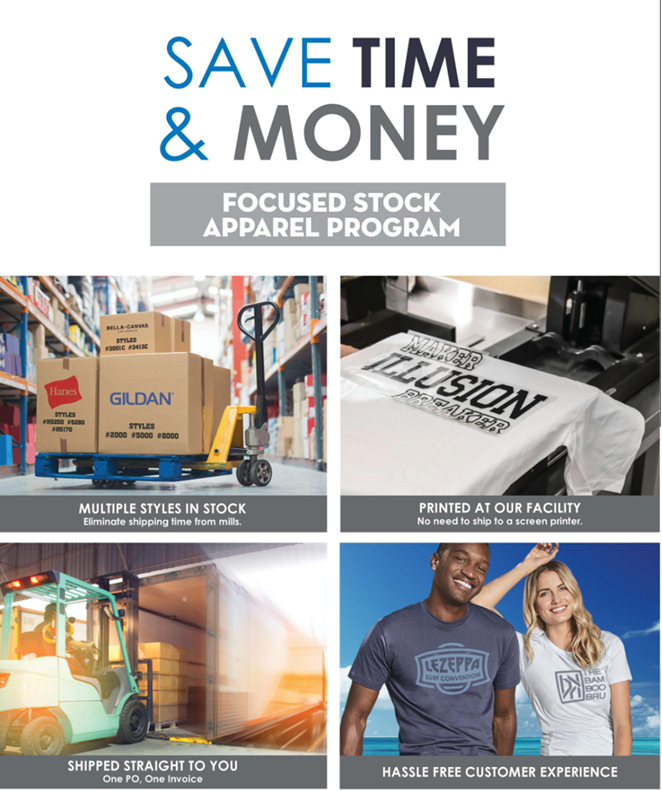 SAVE TIME
& MONEY
FOCUSED STOCK
APPAREL PROGRAM
BELLA+CANVAS
STYLES
#3001C #3413C
Hanes
STYLES
#W5250 #5280
#W5170
GILDAN
STYLES
#2000 #5000 #8000
MULTIPLE STYLES IN STOCK
Eliminate shipping time from mills.
MAKER
ILLUSION
BREAKER
PRINTED AT OUR FACILITY
No need to ship to a screen printer.
SHIPPED STRAIGHT TO YOU
One PO, One Invoice
LEZEPPA
SURF CONVENTION
THE
BAM
BOO
BRU
HASSLE FREE CUSTOMER EXPERIENCE